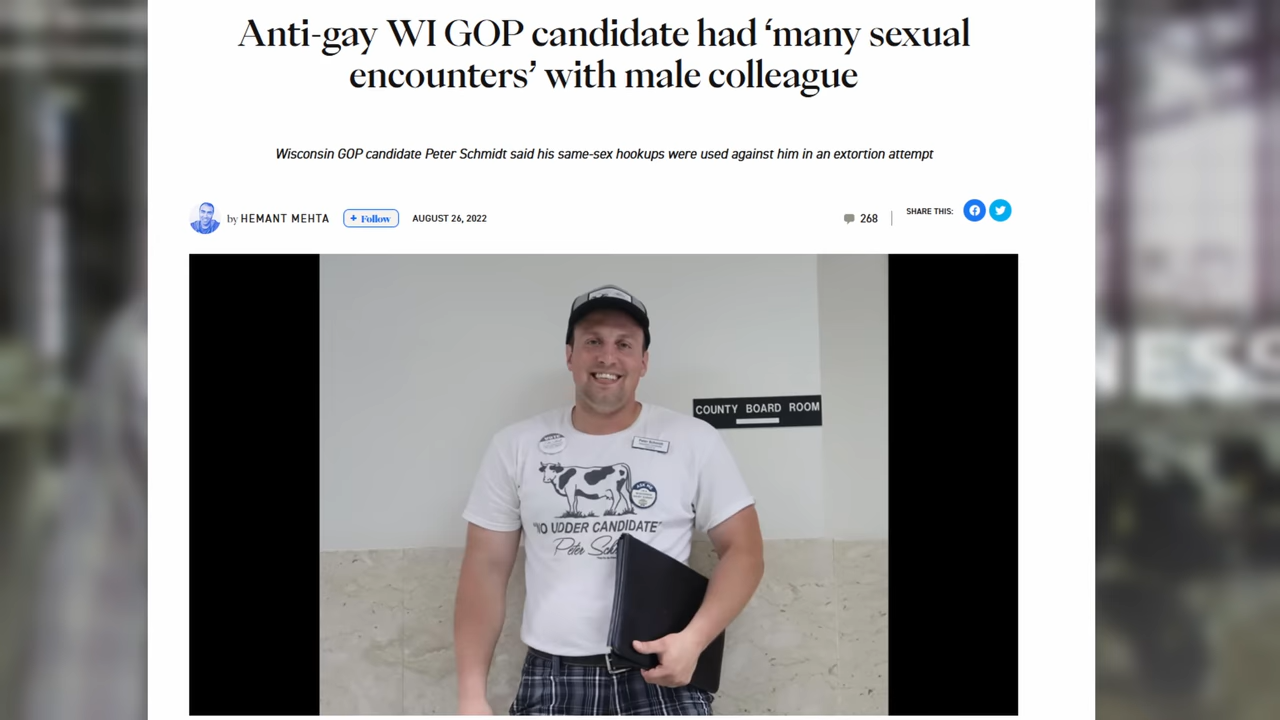 Anti-gay WI GOP candidate had ‘many sexual
encounters’ with male colleague
Wisconsin GOP candidate Peter Schmidt said his same-sex hookups were used against him in an extortion attempt
by HEMANT MEHTA
+ Follow
AUGUST 26, 2022
268
SHARE THIS:
COUNTY BOARD ROOM
"NO UDDER CANDIDATE"
Peter
NESS